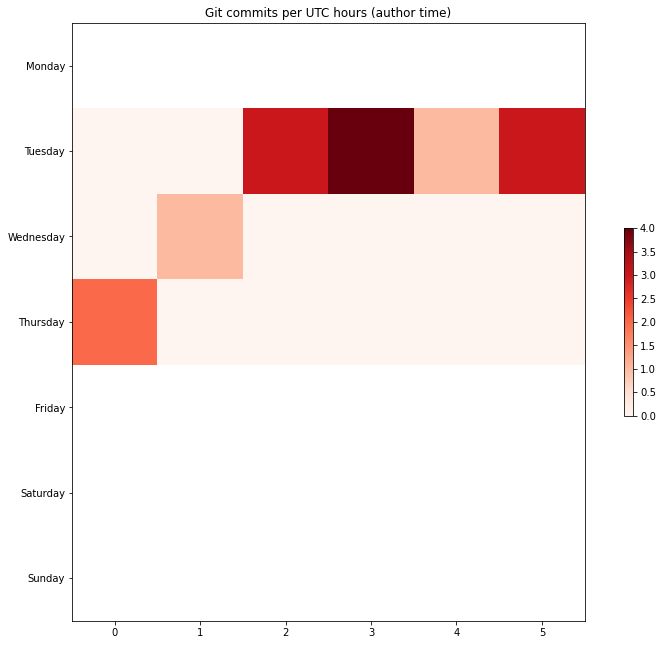 Git commits per UTC hours (author time)
Monday
Tuesday
Wednesday
Thursday
Friday
Saturday
Sunday
0 1 2 3 4 5
4.0
3.5
3.0
2.5
2.0
1.5
1.0
0.5
0.0